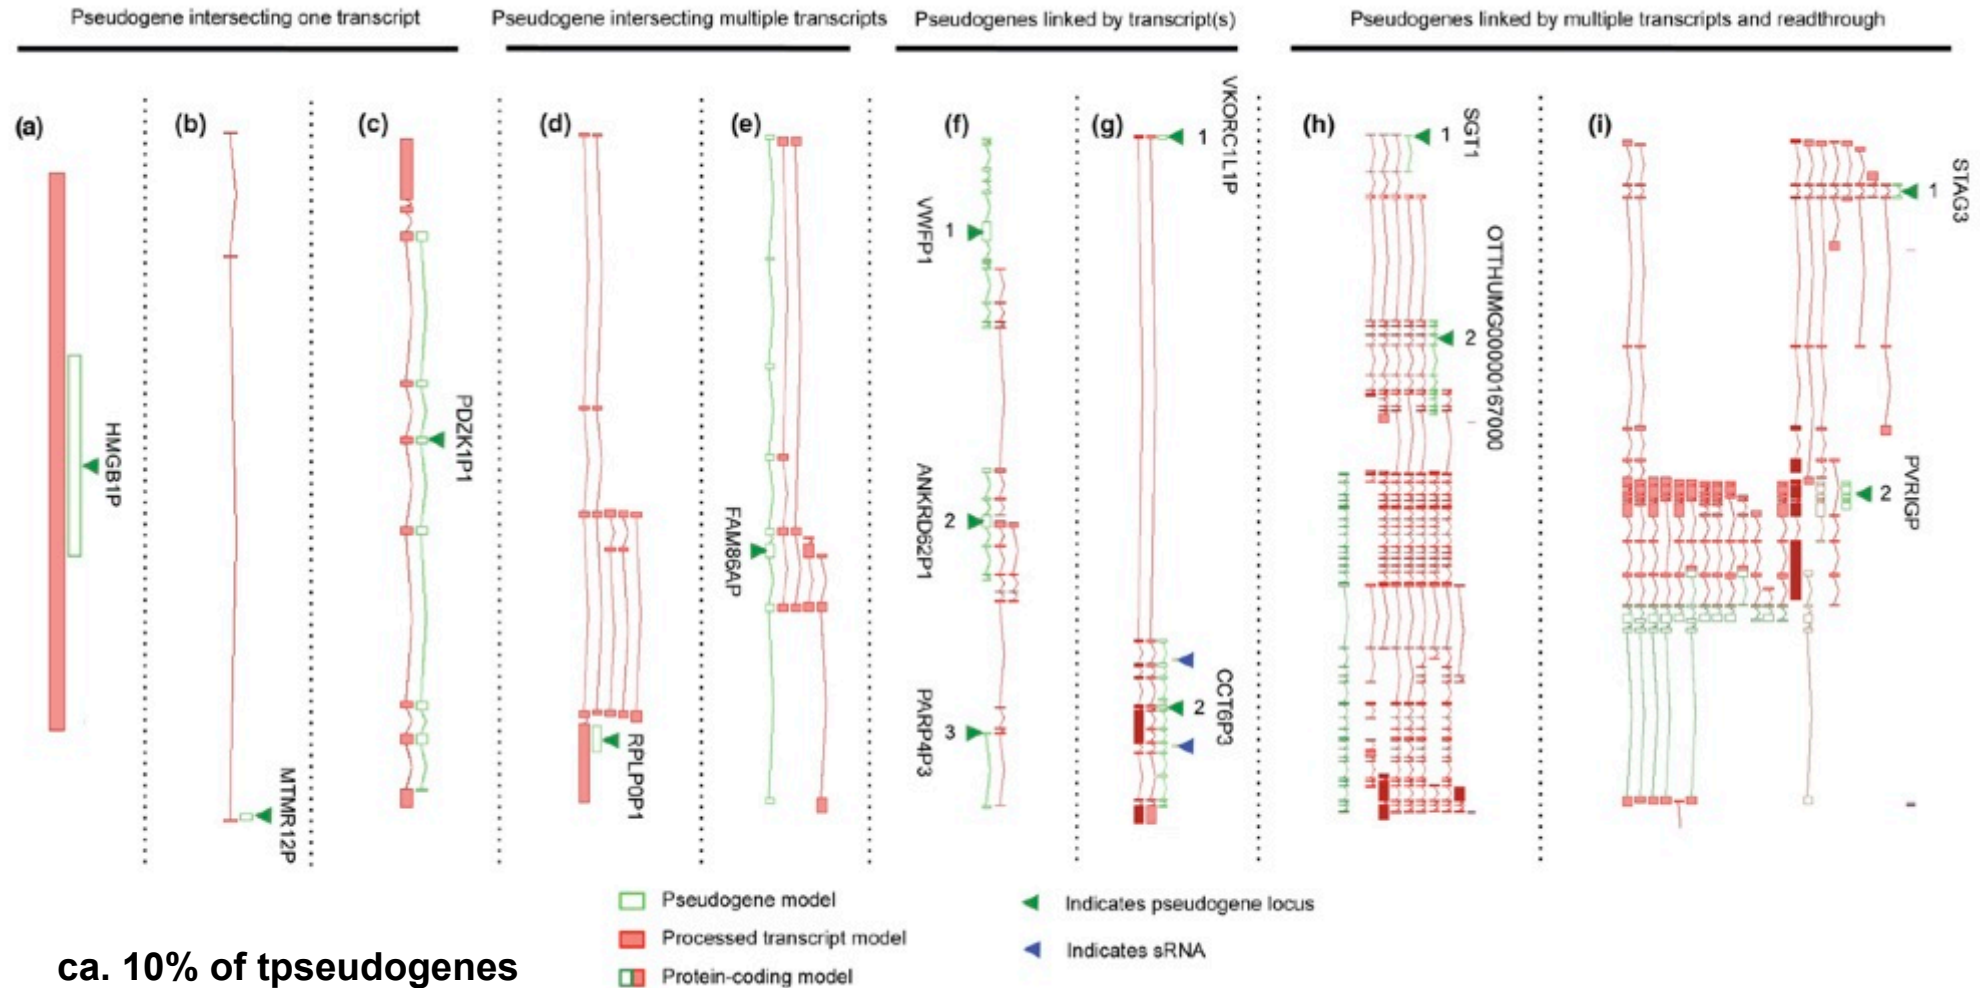 Pseudogene intersecting one transcript
Pseudogene intersecting multiple transcripts
Pseudogenes linked by transcript(s)
Pseudogenes linked by multiple transcripts and readthrough
(a)
HMGB1P
(b)
MTMR12P
(c)
PDZK1P1
(d)
RPLP0P1
(e)
FAM86AP
(f)
VWFP1
1
ANKRD62P1
2
PARP4P3
3
(g)
1
VKORC1L1P
2
CCT6P3
(h)
1
SGT1
2
OTTHUMG00000167000
(i)
1
STAG3
2
PVRIGP
Pseudogene model
Processed transcript model
Protein-coding model
Indicates pseudogene locus
Indicates sRNA
ca. 10% of tpseudogenes